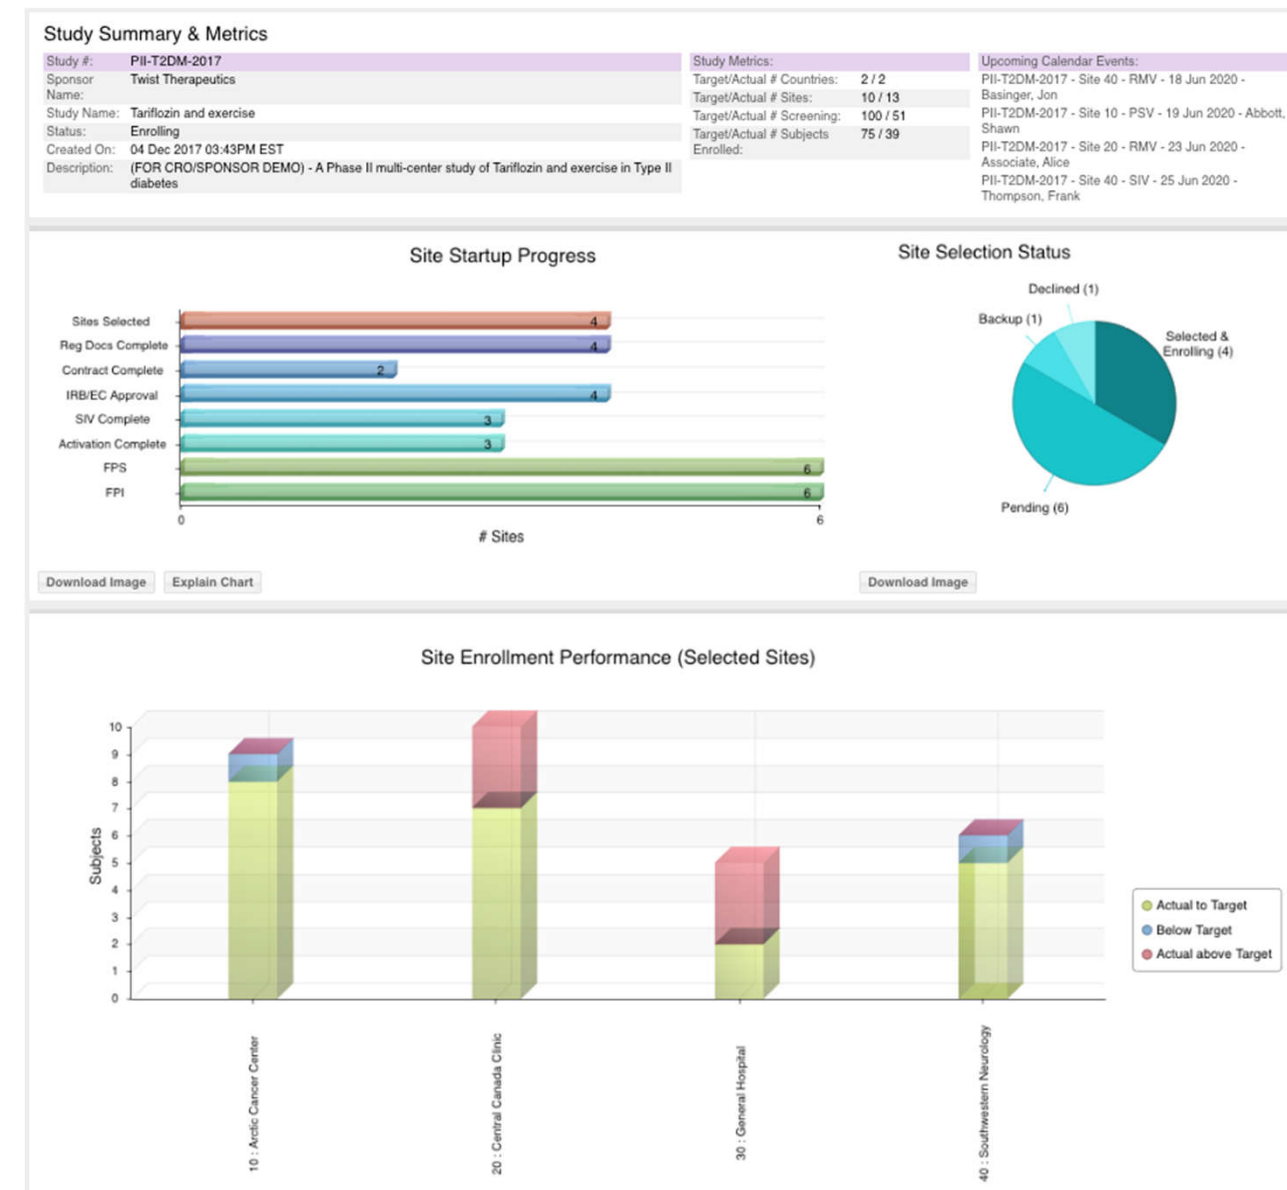 Study Summary & Metrics
Study #: PII-T2DM-2017
Sponsor Name: Twist Therapeutics
Study Name: Tariflozin and exercise
Status: Enrolling
Created On: 04 Dec 2017 03:43PM EST
Description: (FOR CRO/SPONSOR DEMO) - A Phase II multi-center study of Tariflozin and exercise in Type II
diabetes
Study Metrics:
Target/Actual # Countries: 2 / 2
Target/Actual # Sites: 10 / 13
Target/Actual # Screening: 100 / 51
Target/Actual # Subjects Enrolled: 75 / 39
Upcoming Calendar Events:
PII-T2DM-2017 - Site 40 - RMV - 18 Jun 2020 -
Basinger, Jon
PII-T2DM-2017 - Site 10 - PSV - 19 Jun 2020 - Abbott,
Shawn
PII-T2DM-2017 - Site 20 - RMV - 23 Jun 2020 -
Associate, Alice
PII-T2DM-2017 - Site 40 - SIV - 25 Jun 2020 -
Thompson, Frank
Site Startup Progress
Sites Selected 4
Reg Docs Complete 4
Contract Complete 2
IRB/EC Approval 4
SIV Complete 3
Activation Complete 3
FPS 6
FPI 6
0 6
# Sites
Download Image Explain Chart
Site Selection Status
Declined (1)
Backup (1)
Selected &
Enrolling (4)
Pending (6)
Download Image
Site Enrollment Performance (Selected Sites)
Subjects
10
9
8
7
6
5
4
3
2
1
0
10 : Arctic Cancer Center
20 : Central Canada Clinic
30 : General Hospital
40 : Southwestern Neurology
Actual to Target
Below Target
Actual above Target